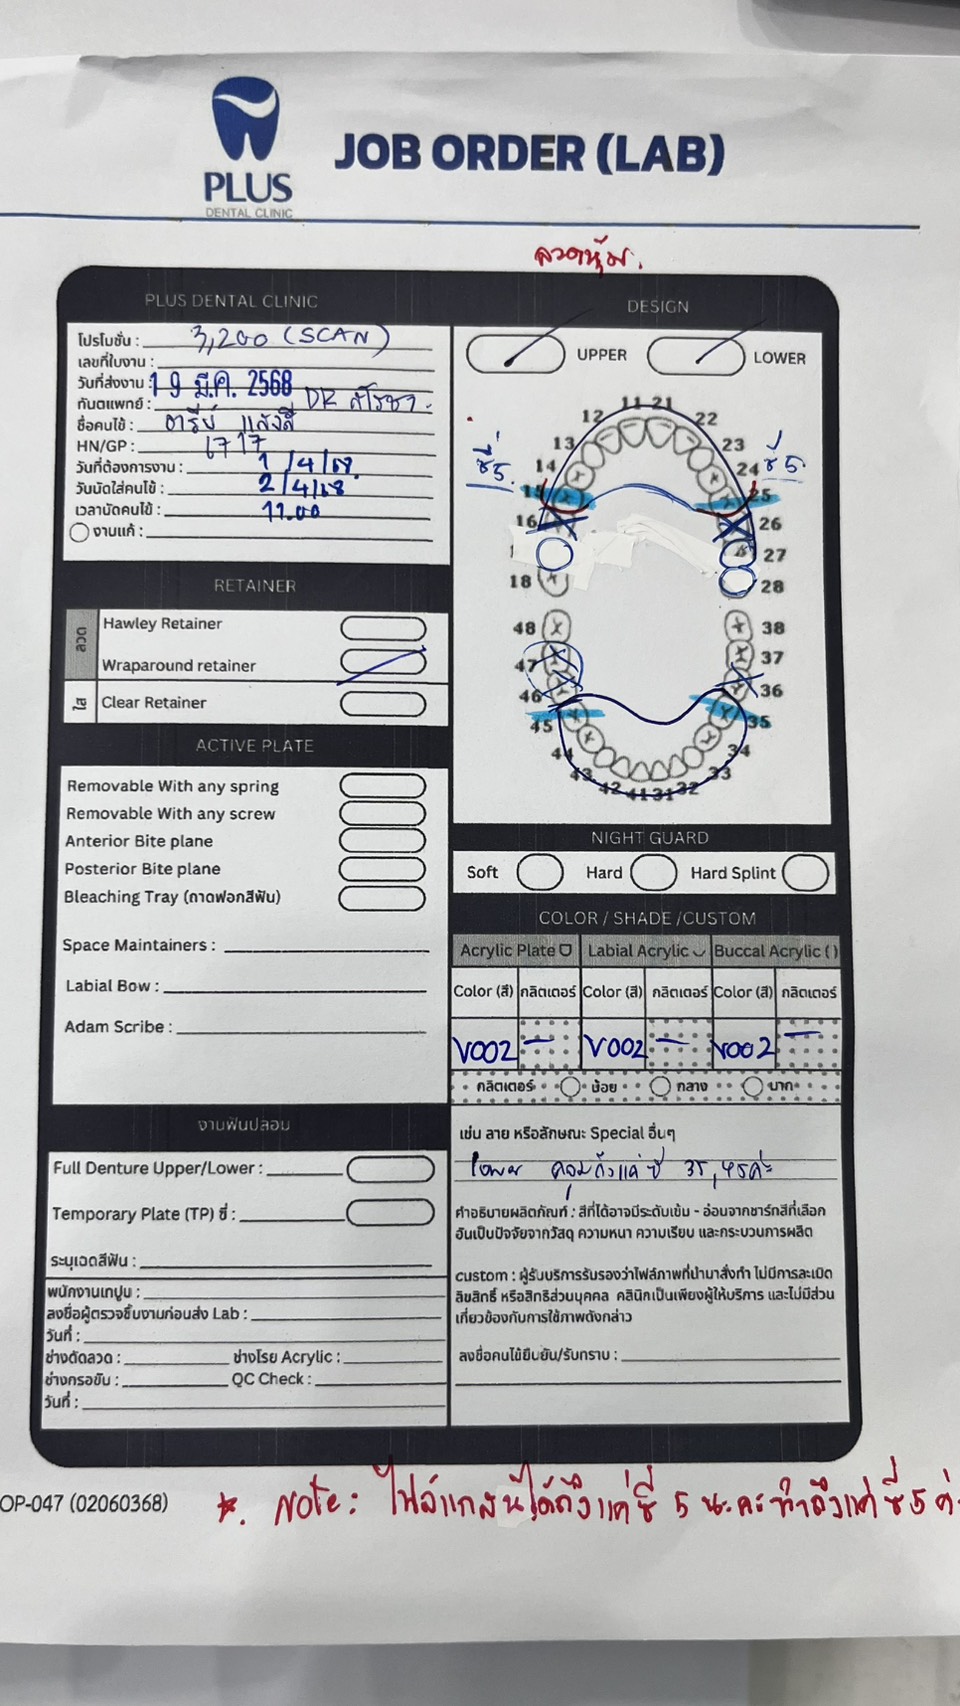 PLUS
DENTAL CLINIC
JOB ORDER (LAB)
ลวดหุ้ม.
PLUS DENTAL CLINIC
โปรโมชั่น : 3,200 (SCAN)
เลขที่ใบงาน :
วันที่ส่งงาน : 19 มี.ค. 2568
ทันตแพทย์ : DR
ชื่อคนไข้ : อารีย์
HN/GP : 1717
วันที่ต้องการงาน : 1/4/68
วันนัดใส่คนไข้ : 2/4/68
เวลานัดคนไข้ : 11.00
งานแก้ :
DESIGN
UPPER
LOWER
11 21
12 22
13 23
ซี่5. 14 24 ซี่5.
15 25
16 26
27
18 28
48 38
47 37
46 36
45 35
44 34
43 33
42 41 31 32
RETAINER
ลวด
Hawley Retainer
Wraparound retainer
ใส
Clear Retainer
ACTIVE PLATE
Removable With any spring
Removable With any screw
Anterior Bite plane
Posterior Bite plane
Bleaching Tray (ถาดฟอกสีฟัน)
Space Maintainers :
Labial Bow :
Adam Scribe :
NIGHT GUARD
Soft Hard Hard Splint
COLOR / SHADE /CUSTOM
Acrylic Plate Labial Acrylic Buccal Acrylic ( )
Color (สี) กลิตเตอร์ Color (สี) กลิตเตอร์ Color (สี) กลิตเตอร์
V002 — V002 — V002 —
กลิตเตอร์ น้อย กลาง มาก
งานฟันปลอม
Full Denture Upper/Lower :
Temporary Plate (TP) ซี่ :
ระบุเฉดสีฟัน :
พนักงานเทปูน :
ลงชื่อผู้ตรวจชิ้นงานก่อนส่ง Lab :
วันที่ :
ช่างดัดลวด : ช่างโรย Acrylic :
ช่างกรอขัน : QC Check :
วันที่ :
เช่น ลาย หรือลักษณะ Special อื่นๆ
lower คลุมถึงแค่ ซี่ 35, 45ค่ะ
คำอธิบายผลิตภัณฑ์ : สีที่ได้อาจมีระดับเข้ม - อ่อนจากชาร์ทสีที่เลือก
อันเป็นปัจจัยจากวัสดุ ความหนา ความเรียบ และกระบวนการผลิต
custom : ผู้รับบริการรับรองว่าไฟล์ภาพที่นำมาสั่งทำ ไม่มีการละเมิด
ลิขสิทธิ์ หรือสิทธิส่วนบุคคล คลินิกเป็นเพียงผู้ให้บริการ และไม่มีส่วน
เกี่ยวข้องกับการใช้ภาพดังกล่าว
ลงชื่อคนไข้ยืนยัน/รับทราบ :
OP-047 (02060368)
*. Note: ไฟล์แกสนได้ถึงแค่ซี่ 5 นะคะทำถึงแค่ ซี่ 5 ค่